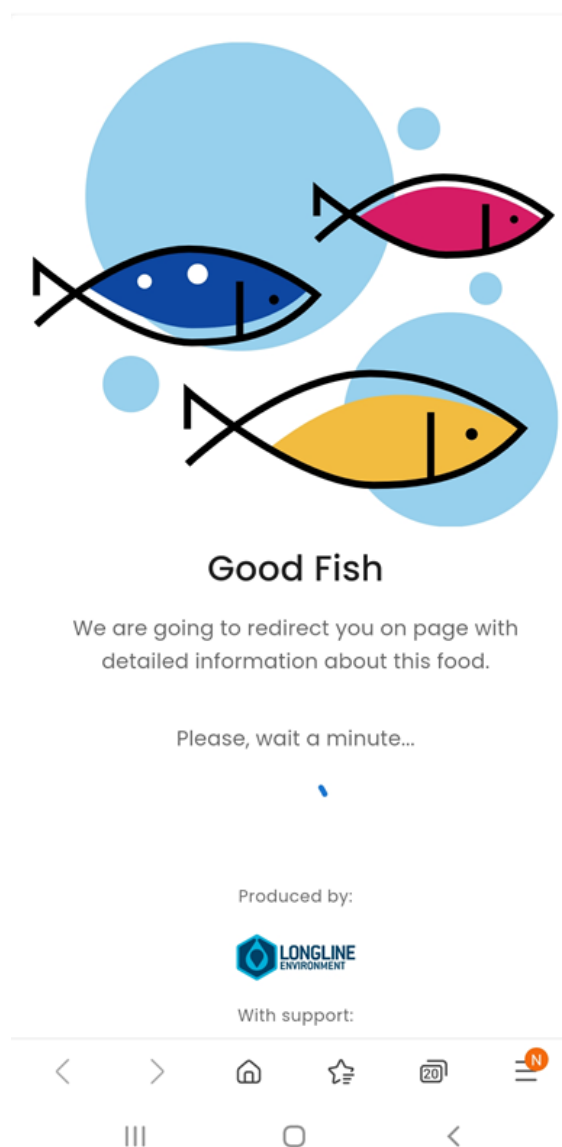 Good Fish
We are going to redirect you on page with
detailed information about this food.
Please, wait a minute...
Produced by:
LONGLINE
ENVIRONMENT
With support:
20
N